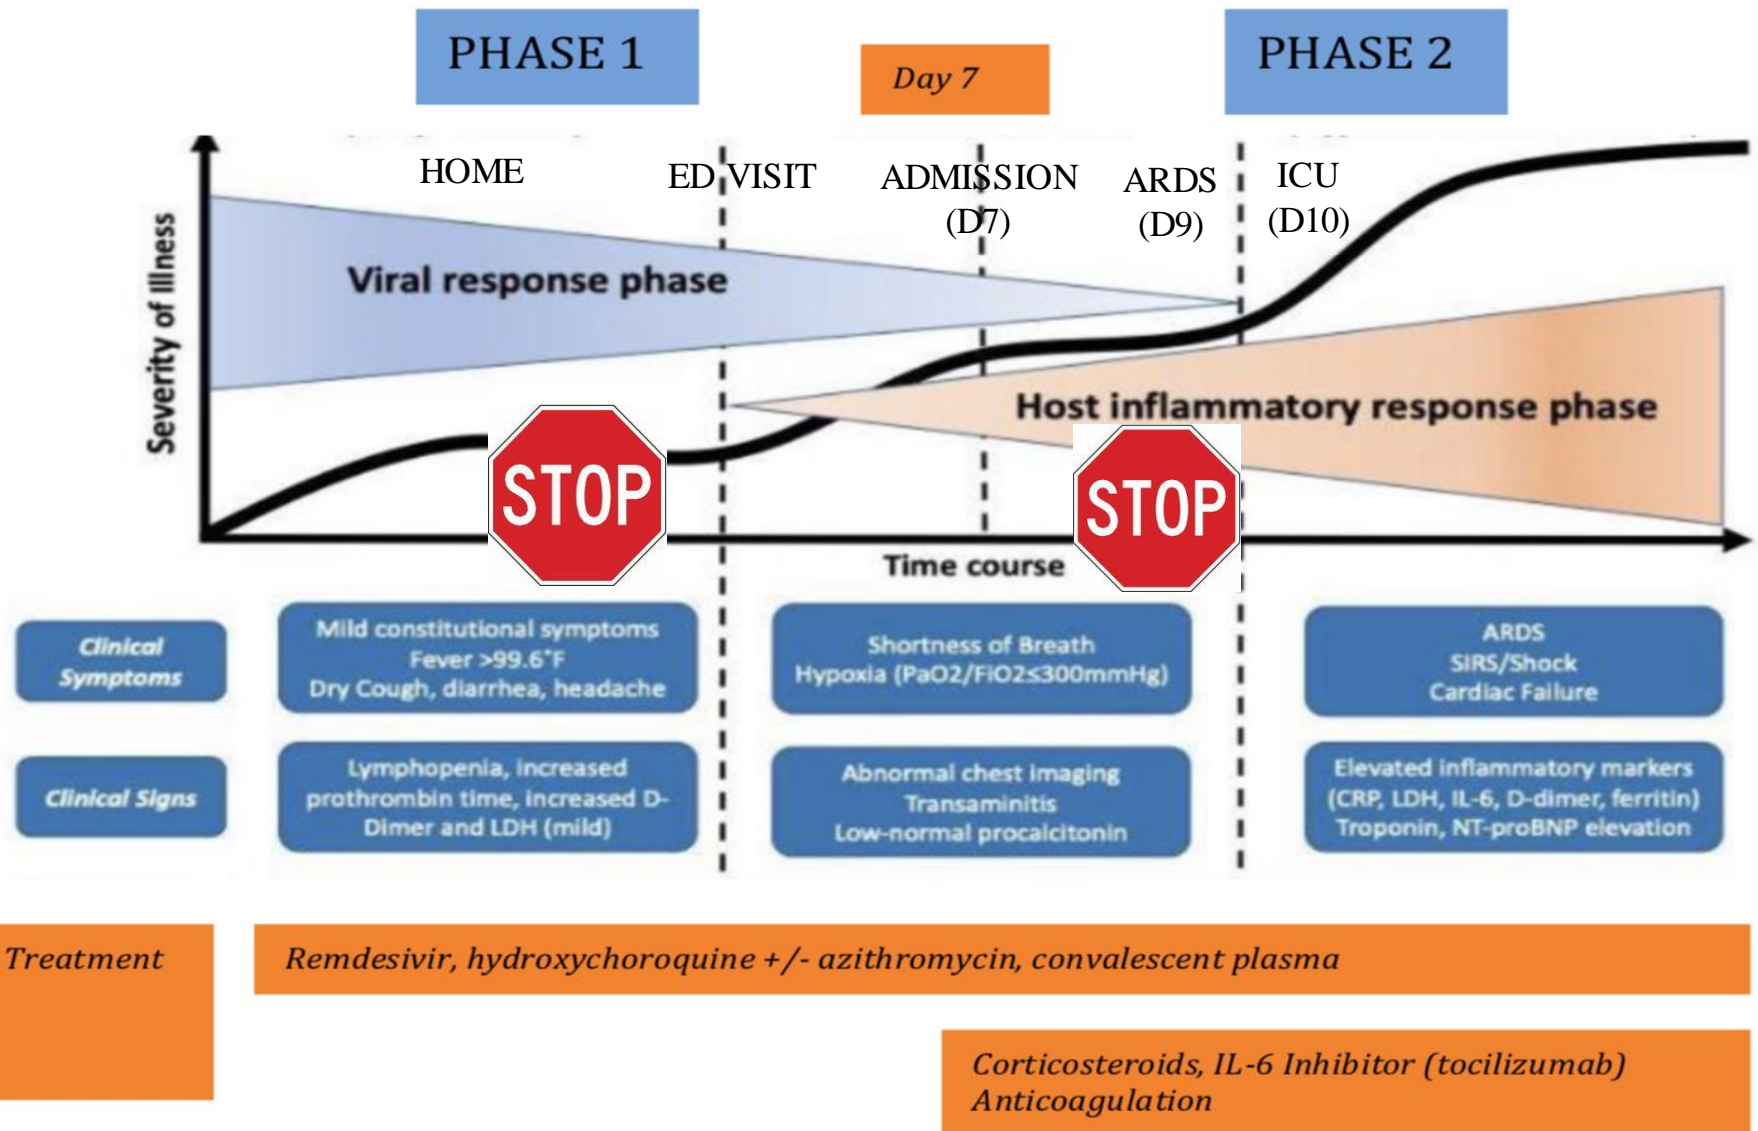 PHASE 1
Day 7
PHASE 2
HOME
ED VISIT
ADMISSION
(D7)
ARDS
(D9)
ICU
(D10)
Severity of Illness
Viral response phase
Host inflammatory response phase
STOP
STOP
Time course
Clinical
Symptoms
Mild constitutional symptoms
Fever >99.6°F
Dry Cough, diarrhea, headache
Shortness of Breath
Hypoxia (PaO2/FiO2≤300mmHg)
ARDS
SIRS/Shock
Cardiac Failure
Clinical Signs
Lymphopenia, increased
prothrombin time, increased D-
Dimer and LDH (mild)
Abnormal chest imaging
Transaminitis
Low-normal procalcitonin
Elevated inflammatory markers
(CRP, LDH, IL-6, D-dimer, ferritin)
Troponin, NT-proBNP elevation
Treatment
Remdesivir, hydroxychoroquine +/- azithromycin, convalescent plasma
Corticosteroids, IL-6 Inhibitor (tocilizumab)
Anticoagulation